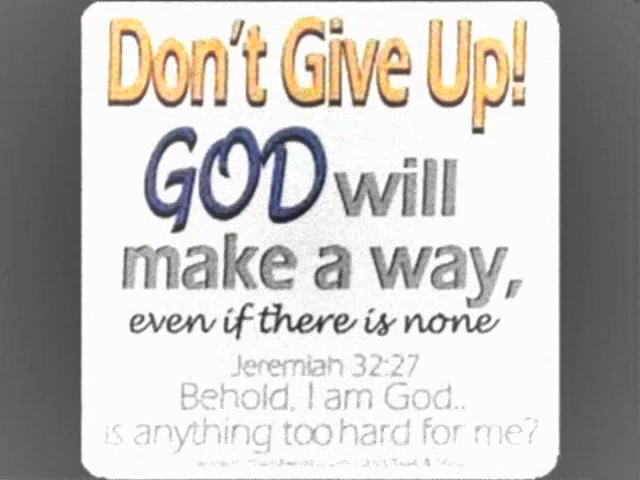 Don't Give Up!
GOD will
make a way,
even if there is none
Jeremiah 32:27
Behold, I am God..
is anything too hard for me?